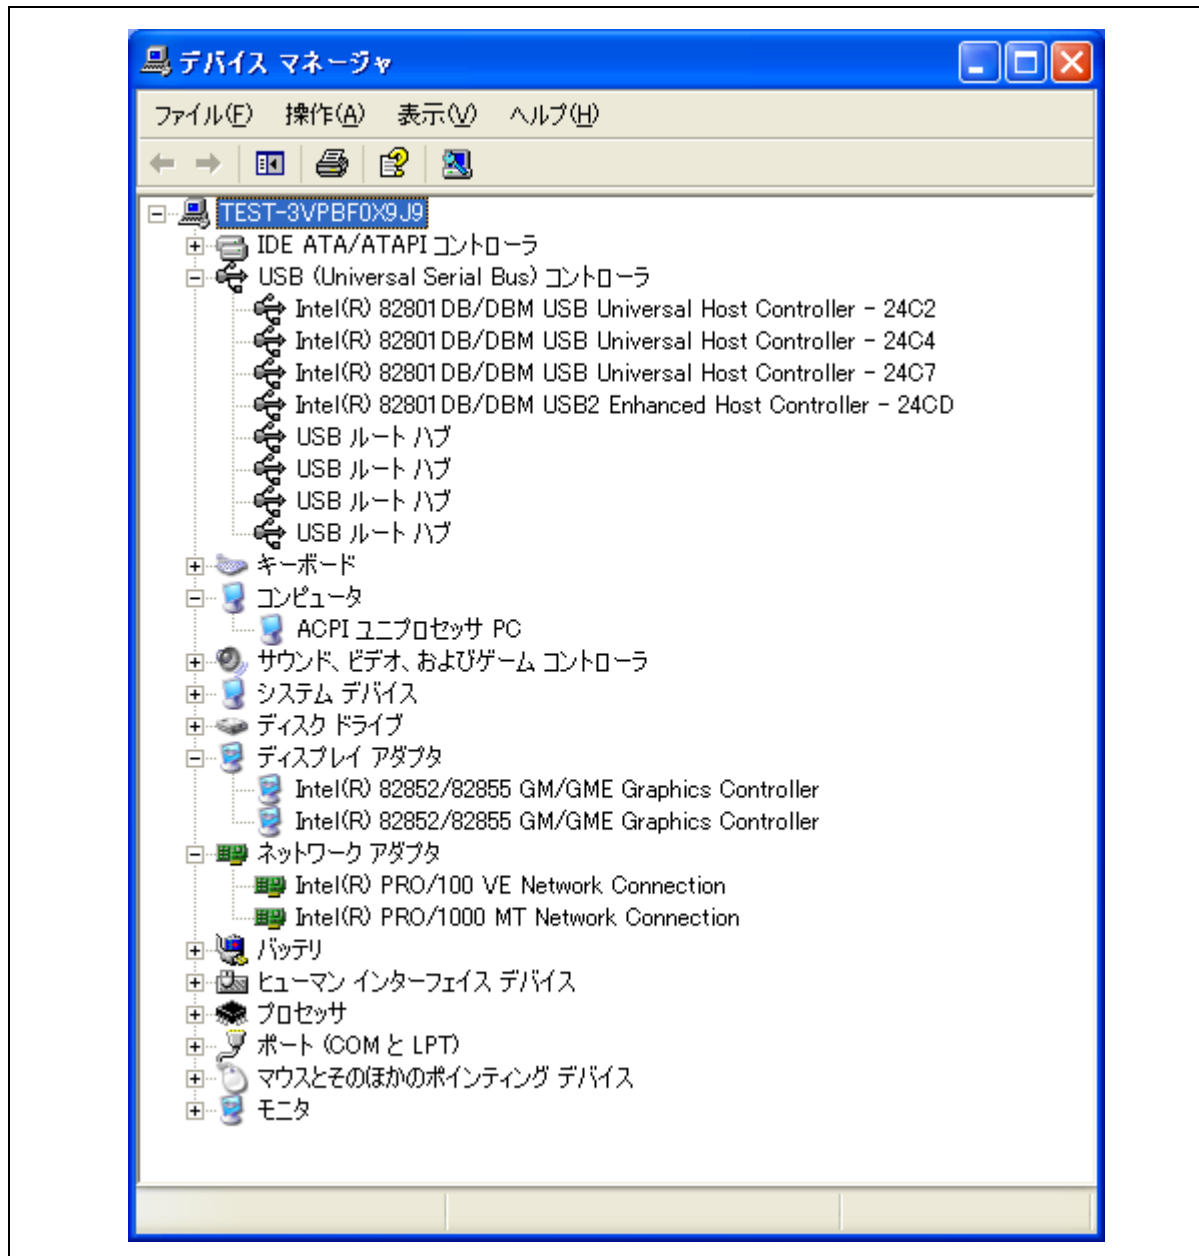 デバイス マネージャ
ファイル(F) 操作(A) 表示(V) ヘルプ(H)
TEST-3VPBF0X9J9
IDE ATA/ATAPI コントローラ
USB (Universal Serial Bus) コントローラ
Intel(R) 82801DB/DBM USB Universal Host Controller - 24C2
Intel(R) 82801DB/DBM USB Universal Host Controller - 24C4
Intel(R) 82801DB/DBM USB Universal Host Controller - 24C7
Intel(R) 82801DB/DBM USB2 Enhanced Host Controller - 24CD
USB ルート ハブ
USB ルート ハブ
USB ルート ハブ
USB ルート ハブ
キーボード
コンピュータ
ACPI ユニプロセッサ PC
サウンド、ビデオ、およびゲーム コントローラ
システム デバイス
ディスク ドライブ
ディスプレイ アダプタ
Intel(R) 82852/82855 GM/GME Graphics Controller
Intel(R) 82852/82855 GM/GME Graphics Controller
ネットワーク アダプタ
Intel(R) PRO/100 VE Network Connection
Intel(R) PRO/1000 MT Network Connection
バッテリ
ヒューマン インターフェイス デバイス
プロセッサ
ポート (COM と LPT)
マウスとそのほかのポインティング デバイス
モニタ